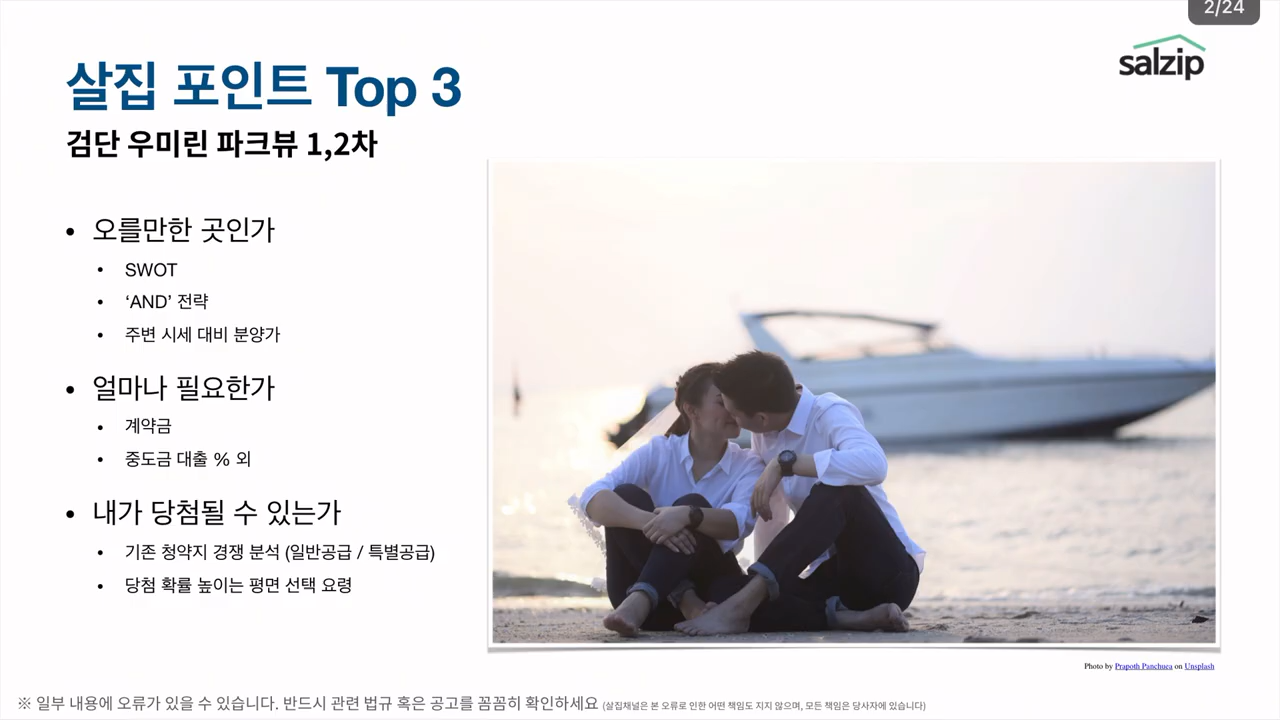 2/24
salzip
살집 포인트 Top 3
검단 우미린 파크뷰 1,2차
• 오를만한 곳인가
• SWOT
• ‘AND’ 전략
• 주변 시세 대비 분양가
• 얼마나 필요한가
• 계약금
• 중도금 대출 % 외
• 내가 당첨될 수 있는가
• 기존 청약지 경쟁 분석 (일반공급 / 특별공급)
• 당첨 확률 높이는 평면 선택 요령
Photo by Prapoth Panchuea on Unsplash
※ 일부 내용에 오류가 있을 수 있습니다. 반드시 관련 법규 혹은 공고를 꼼꼼히 확인하세요 (살집채널은 본 오류로 인한 어떤 책임도 지지 않으며, 모든 책임은 당사자에 있습니다)